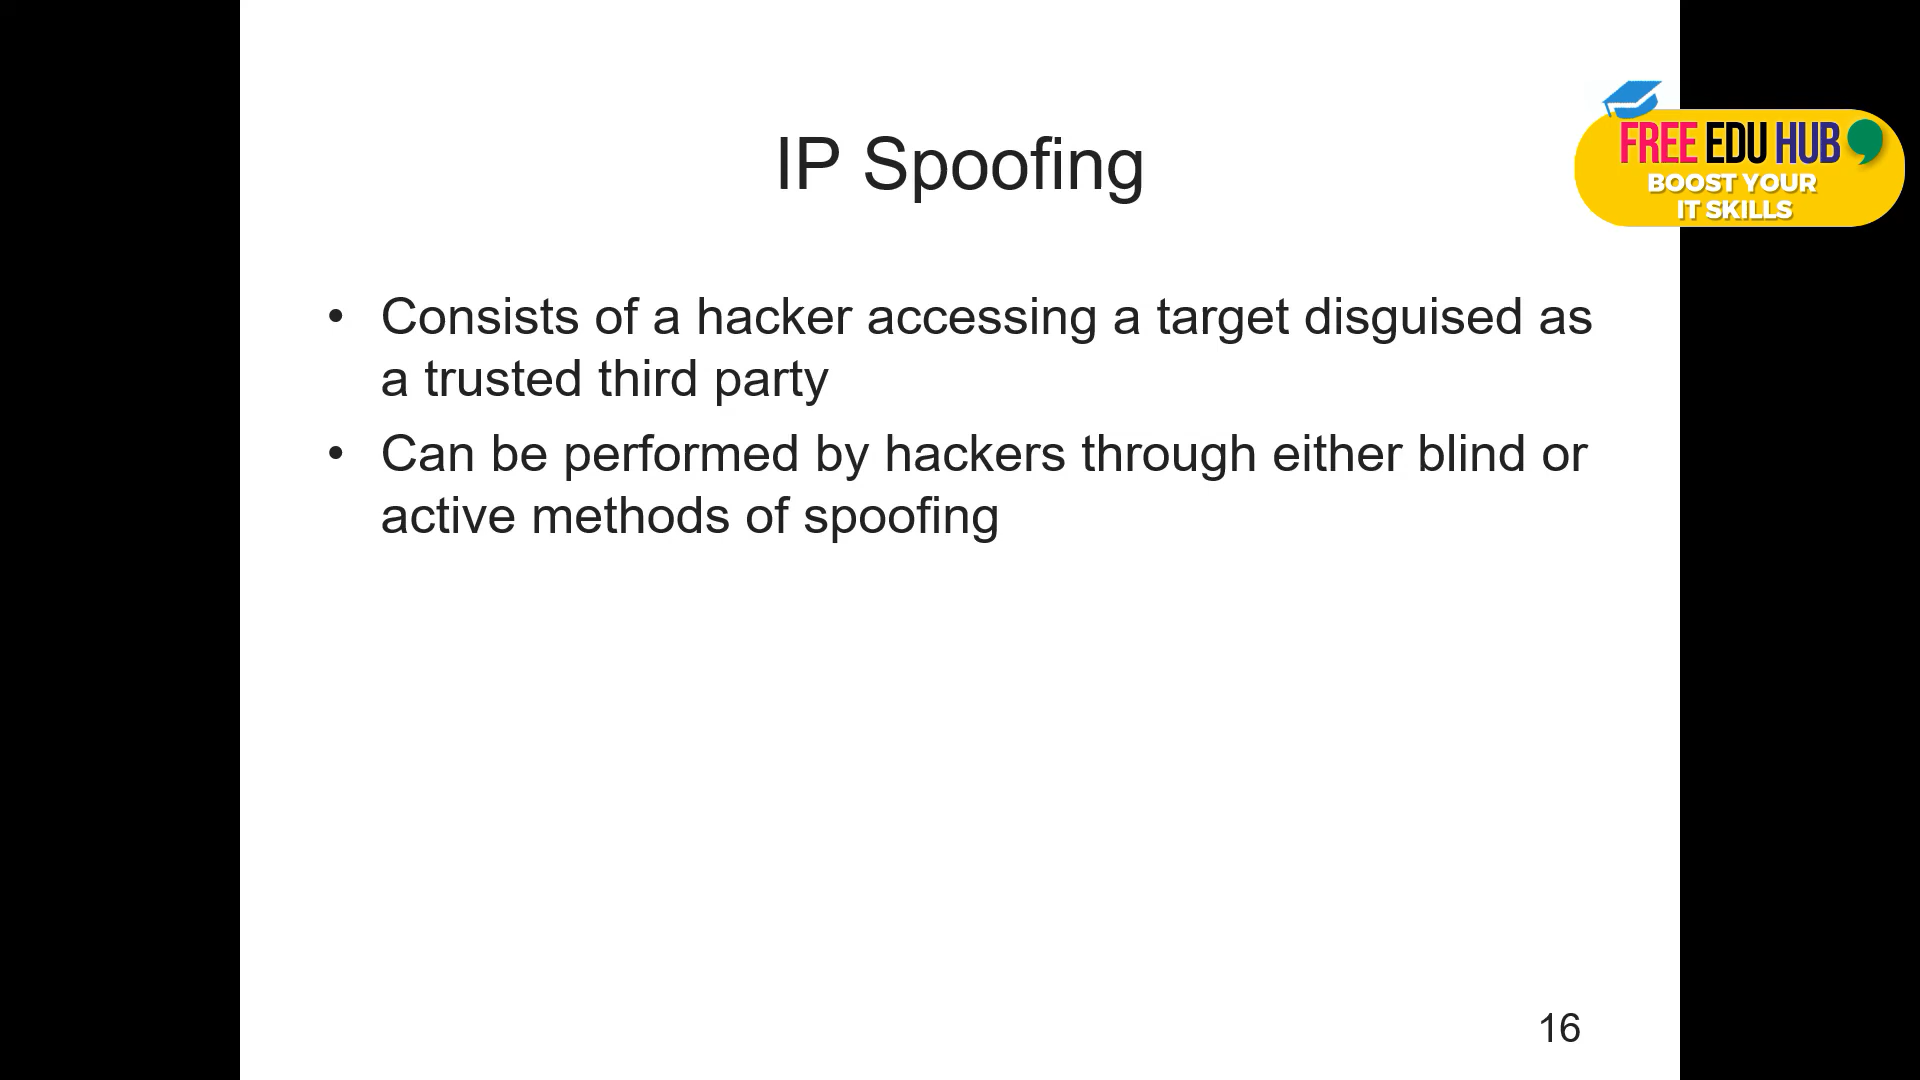 IP Spoofing
FREE EDU HUB
BOOST YOUR
IT SKILLS
• Consists of a hacker accessing a target disguised as
a trusted third party
• Can be performed by hackers through either blind or
active methods of spoofing
16